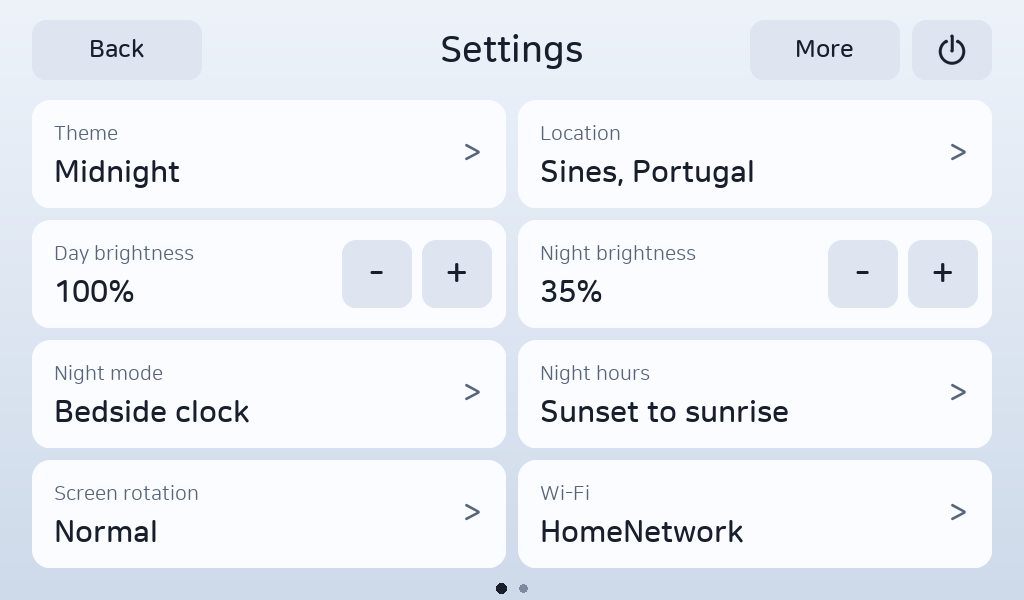 Back
Settings
More
Theme
Midnight
>
Location
Sines, Portugal
>
Day brightness
100%
-
+
Night brightness
35%
-
+
Night mode
Bedside clock
>
Night hours
Sunset to sunrise
>
Screen rotation
Normal
>
Wi-Fi
HomeNetwork
>